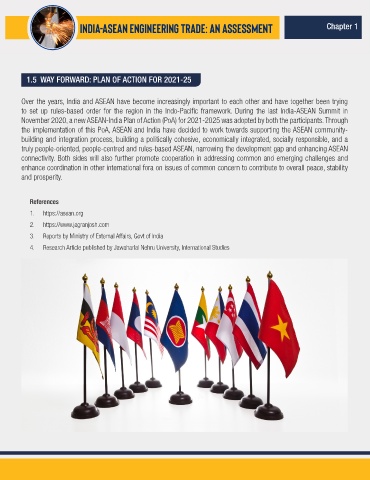 INDIA-ASEAN ENGINEERING TRADE: AN ASSESSMENT
Chapter 1
1.5 WAY FORWARD: PLAN OF ACTION FOR 2021-25
Over the years, India and ASEAN have become increasingly important to each other and have together been trying
to set up rules-based order for the region in the Indo-Pacific framework. During the last India-ASEAN Summit in
November 2020, a new ASEAN-India Plan of Action (PoA) for 2021-2025 was adopted by both the participants. Through
the implementation of this PoA, ASEAN and India have decided to work towards supporting the ASEAN community-
building and integration process, building a politically cohesive, economically integrated, socially responsible, and a
truly people-oriented, people-centred and rules-based ASEAN, narrowing the development gap and enhancing ASEAN
connectivity. Both sides will also further promote cooperation in addressing common and emerging challenges and
enhance coordination in other international fora on issues of common concern to contribute to overall peace, stability
and prosperity.
References
1. https://asean.org
2. https://www.jagranjosh.com
3. Reports by Ministry of External Affairs, Govt of India
4. Research Article published by Jawaharlal Nehru University, International Studies